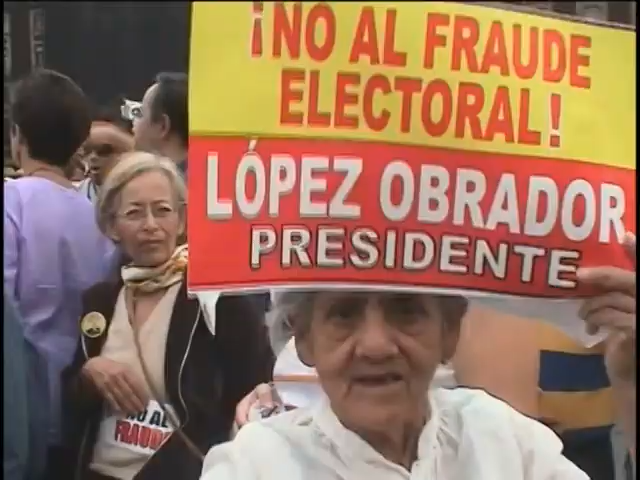 ¡NO AL FRAUDE
ELECTORAL!
LÓPEZ OBRADOR
PRESIDENTE
NO AL
FRAUDE